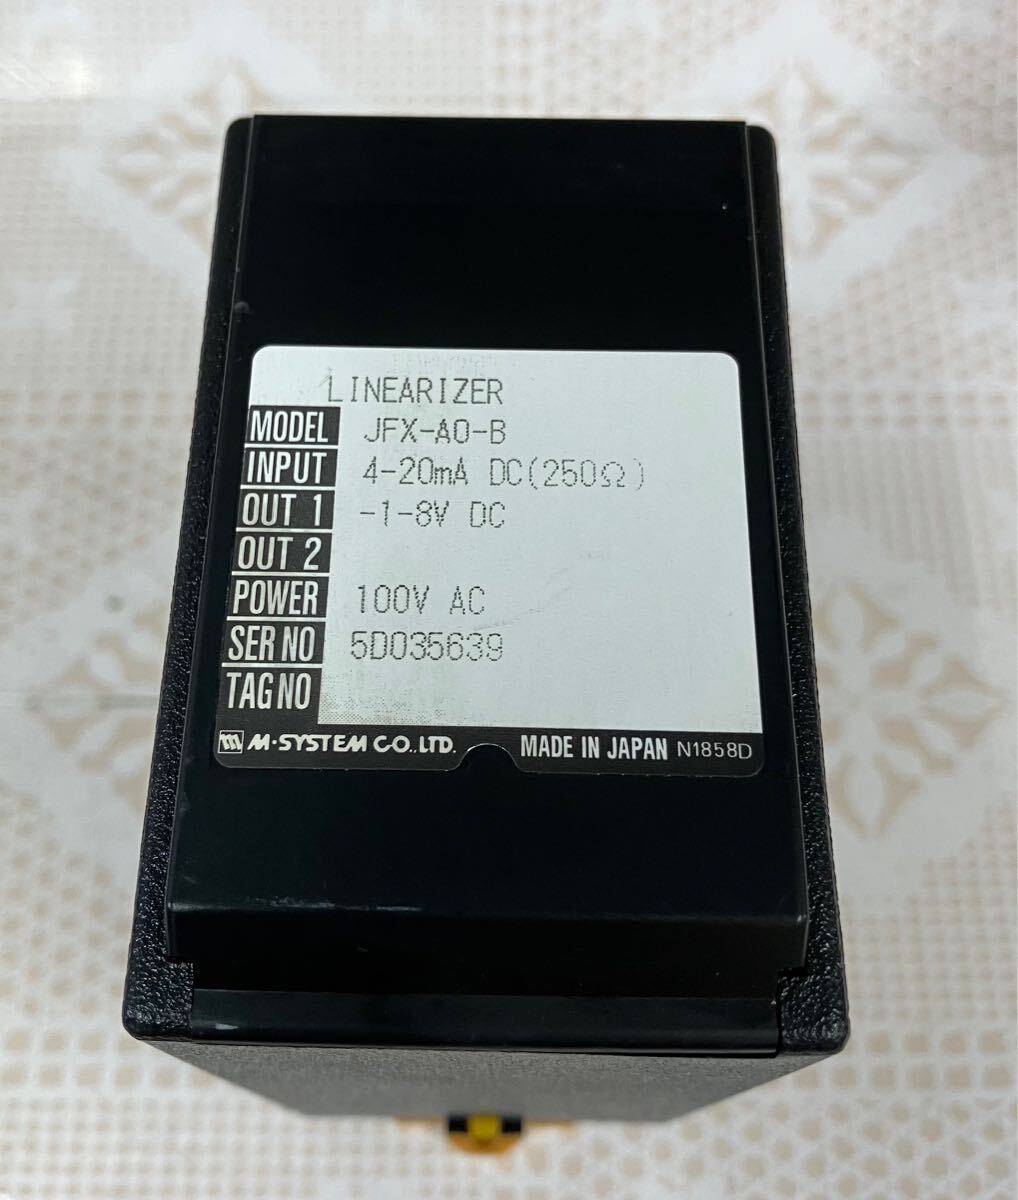 LINEARIZER
MODEL JFX-A0-B
INPUT 4-20mA DC(250Ω)
OUT 1 -1-8V DC
OUT 2
POWER 100V AC
SER NO 5D035639
TAG NO
M-SYSTEM CO.,LTD. MADE IN JAPAN N1858D